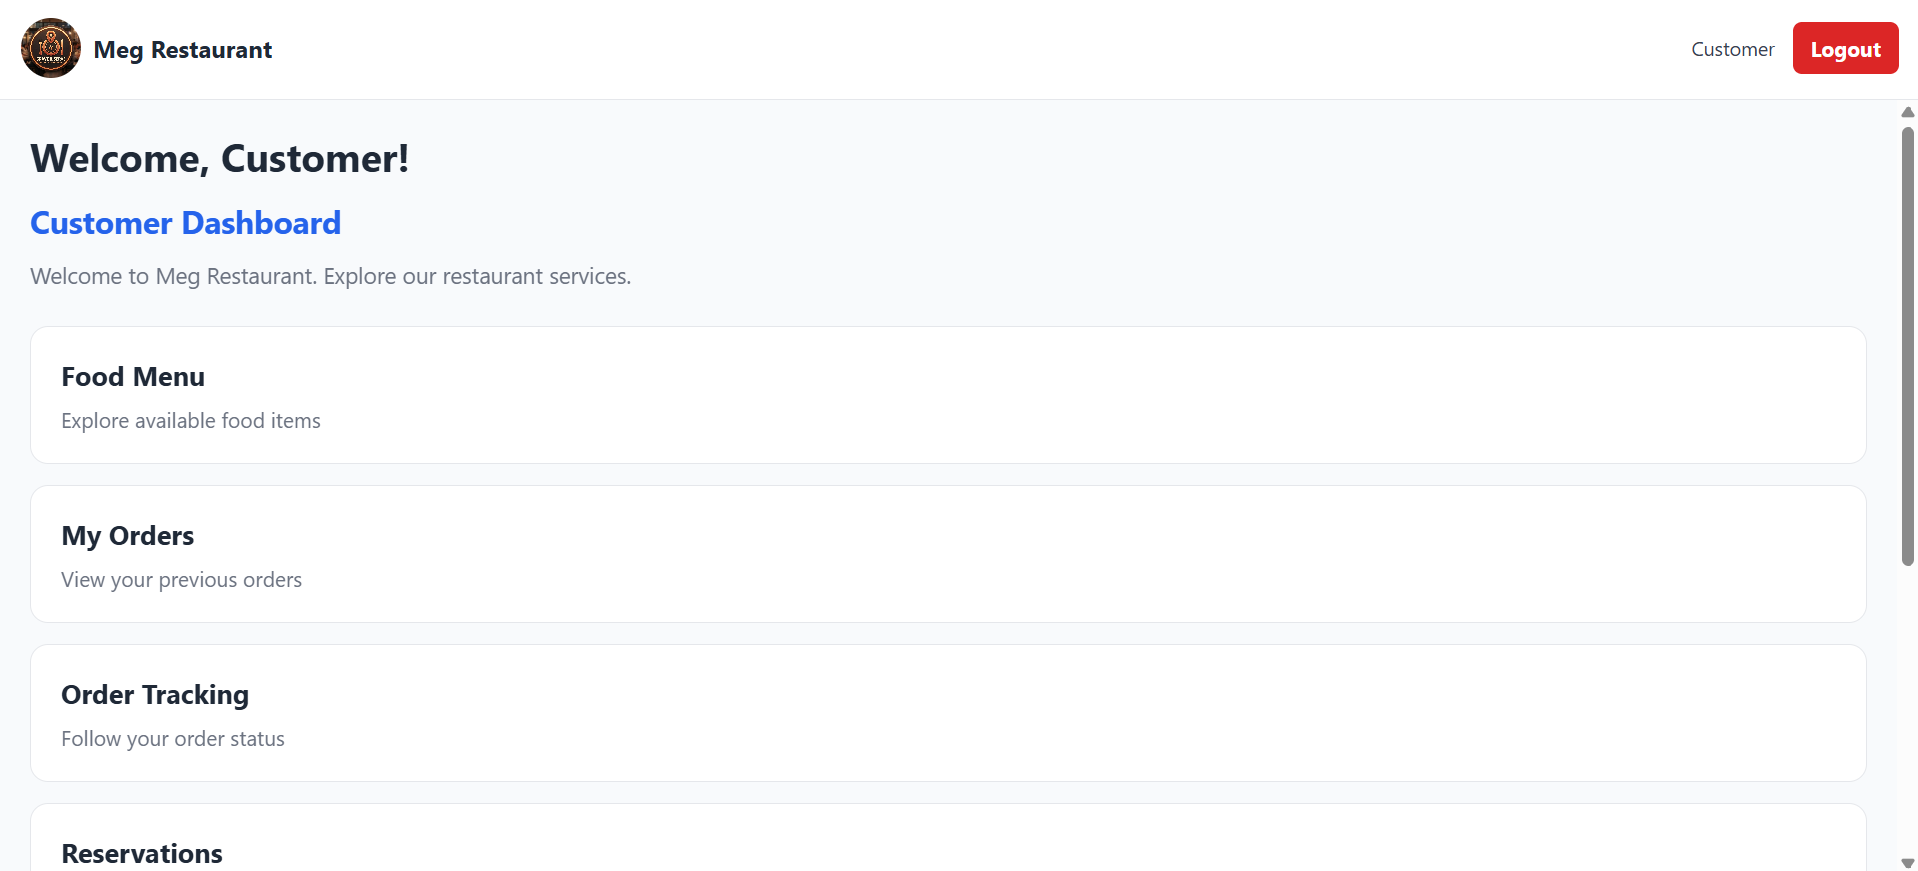 Meg Restaurant
Customer
Logout
Welcome, Customer!
Customer Dashboard
Welcome to Meg Restaurant. Explore our restaurant services.
Food Menu
Explore available food items
My Orders
View your previous orders
Order Tracking
Follow your order status
Reservations